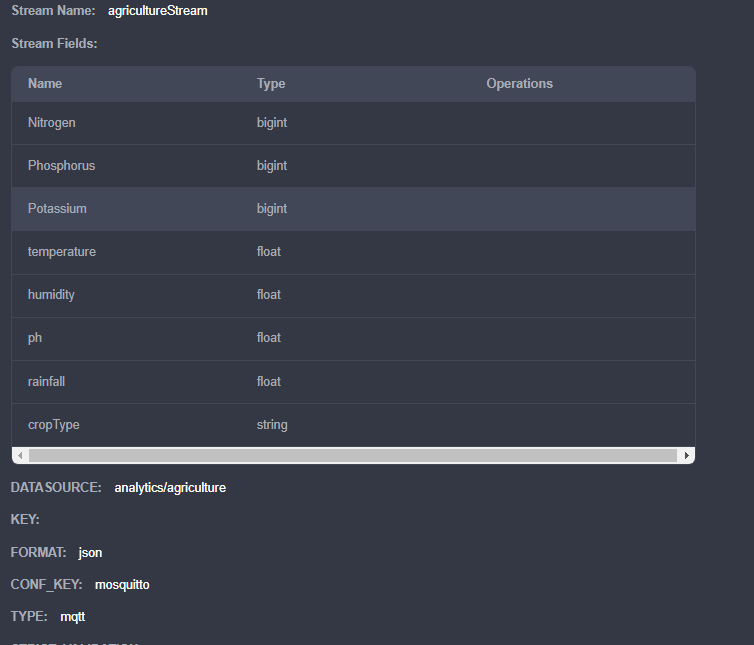 Stream Name: agricultureStream
Stream Fields:
Name Type Operations
Nitrogen bigint
Phosphorus bigint
Potassium bigint
temperature float
humidity float
ph float
rainfall float
cropType string
DATASOURCE: analytics/agriculture
KEY:
FORMAT: json
CONF_KEY: mosquitto
TYPE: mqtt